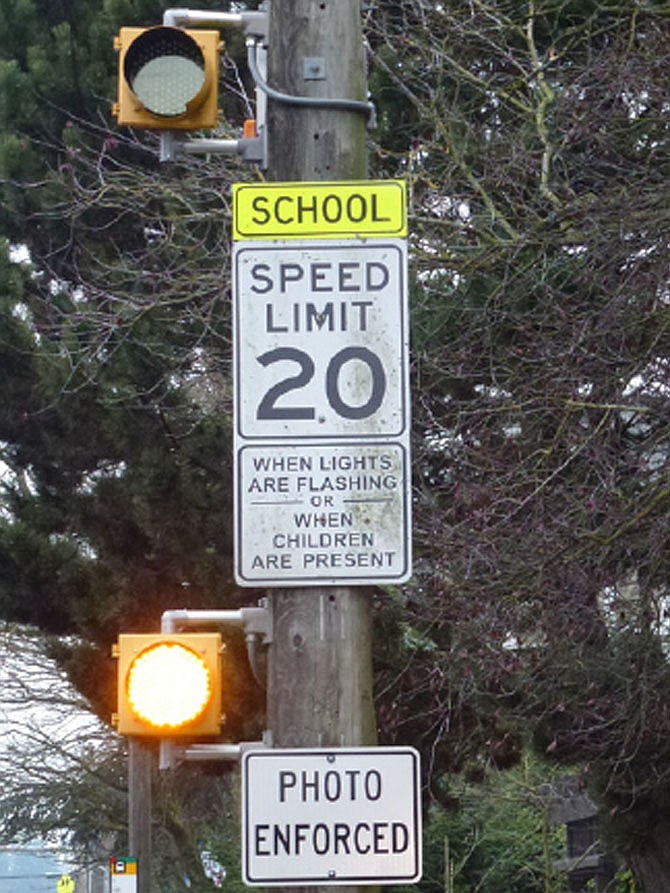 SCHOOL
SPEED
LIMIT
20
WHEN LIGHTS
ARE FLASHING
OR
WHEN
CHILDREN
ARE PRESENT
PHOTO
ENFORCED